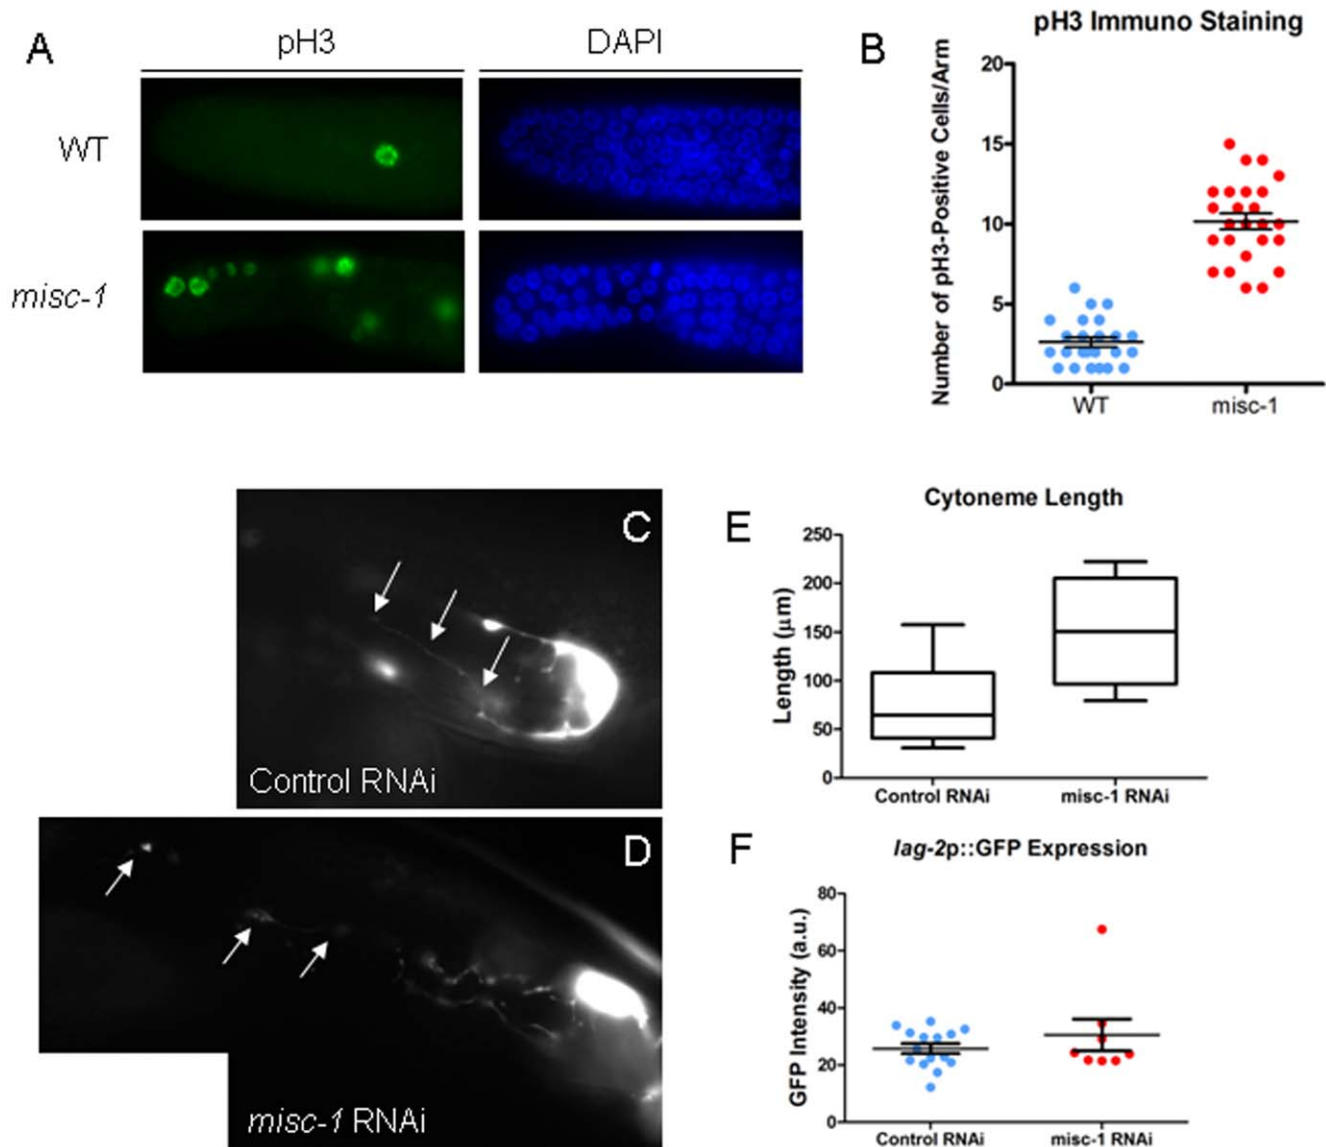 A
pH3
DAPI
WT
misc-1
B
pH3 Immuno Staining
Number of pH3-Positive Cells/Arm
20
15
10
5
0
WT
misc-1
C
Control RNAi
D
misc-1 RNAi
E
Cytoneme Length
Length (μm)
250
200
150
100
50
0
Control RNAi
misc-1 RNAi
F
lag-2p::GFP Expression
GFP Intensity (a.u.)
80
60
40
20
0
Control RNAi
misc-1 RNAi